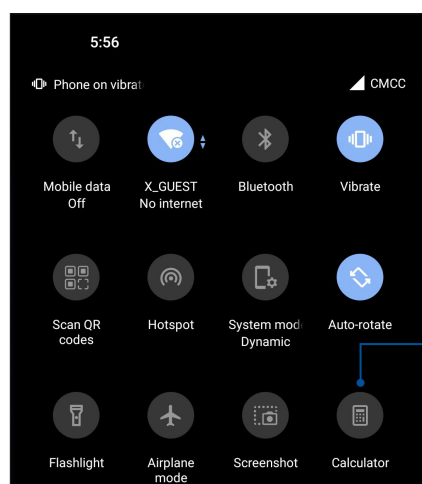 5:56
Phone on vibrat
CMCC
Mobile data
Off
X_GUEST
No internet
Bluetooth
Vibrate
Scan QR
codes
Hotspot
System mod
Dynamic
Auto-rotate
Flashlight
Airplane
mode
Screenshot
Calculator